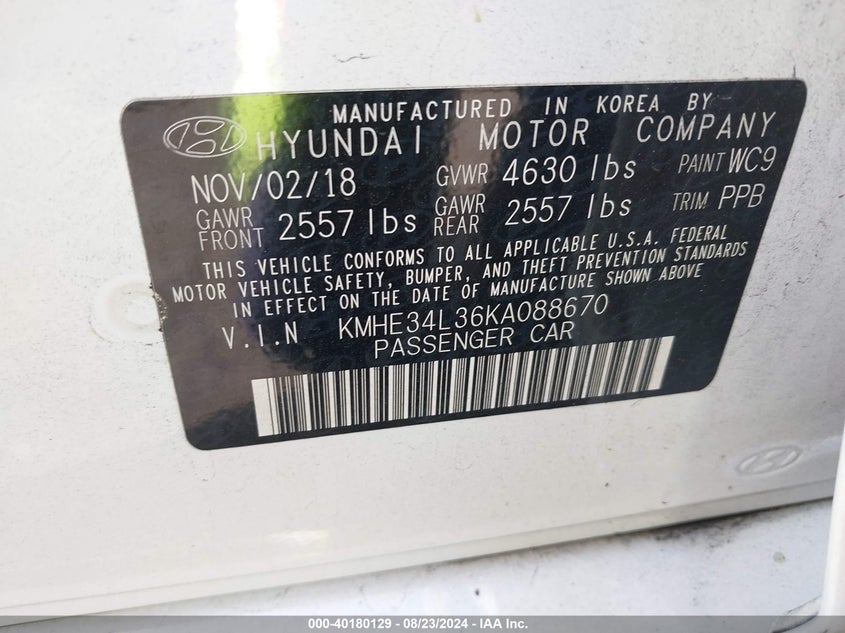 MANUFACTURED IN KOREA BY
HYUNDAI MOTOR COMPANY
NOV/02/18 GVWR 4630 lbs PAINT WC9
GAWR FRONT 2557 lbs GAWR REAR 2557 lbs TRIM PPB
THIS VEHICLE CONFORMS TO ALL APPLICABLE U.S.A. FEDERAL
MOTOR VEHICLE SAFETY, BUMPER, AND THEFT PREVENTION STANDARDS
IN EFFECT ON THE DATE OF MANUFACTURE SHOWN ABOVE
V.I.N KMHE34L36KA088670
PASSENGER CAR
000-40180129 - 08/23/2024 - IAA Inc.